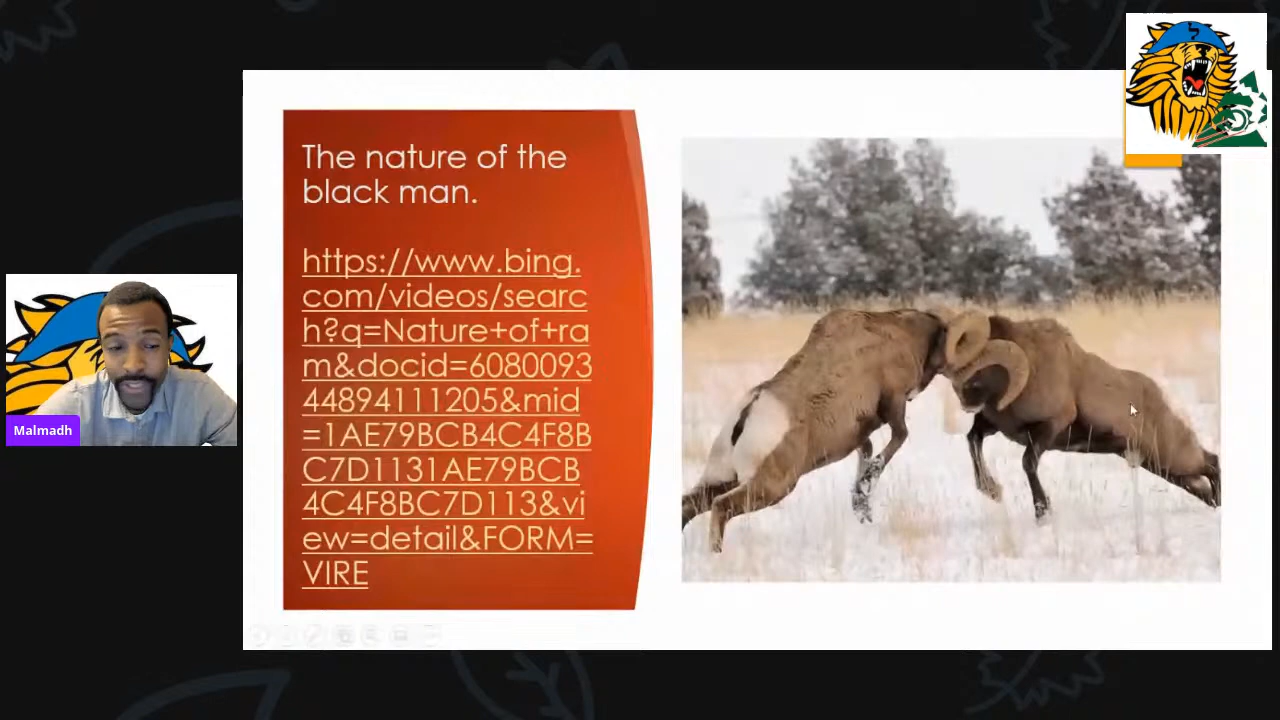 The nature of the
black man.
https://www.bing.
com/videos/searc
h?q=Nature+of+ra
m&docid=6080093
44894111205&mid
=1AE79BCB4C4F8B
C7D1131AE79BCB
4C4F8BC7D113&vi
ew=detail&FORM=
VIRE
Malmadh